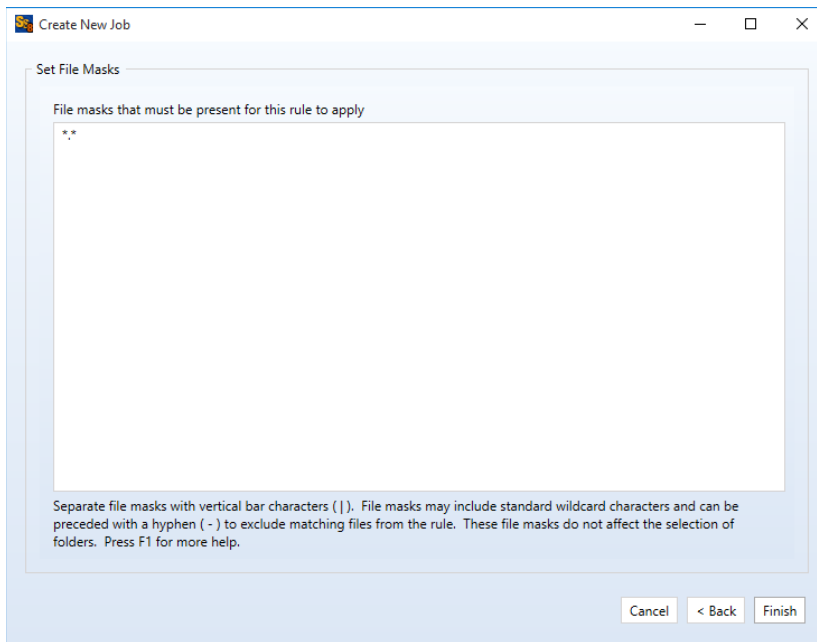 Create New Job
Set File Masks
File masks that must be present for this rule to apply
*.*
Separate file masks with vertical bar characters ( | ).  File masks may include standard wildcard characters and can be
preceded with a hyphen ( - ) to exclude matching files from the rule.  These file masks do not affect the selection of
folders.  Press F1 for more help.
Cancel
< Back
Finish